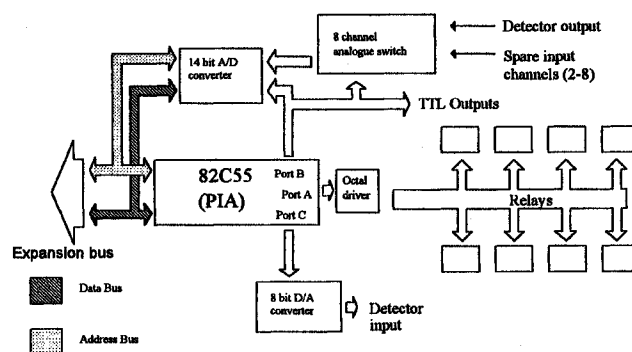 8 channel
analogue switch
Detector output
Spare input
channels (2-8)
14 bit A/D
converter
TTL Outputs
82C55
(PIA)
Port B
Port A
Port C
Octal
driver
Relays
Expansion bus
Data Bus
8 bit D/A
converter
Detector
input
Address Bus